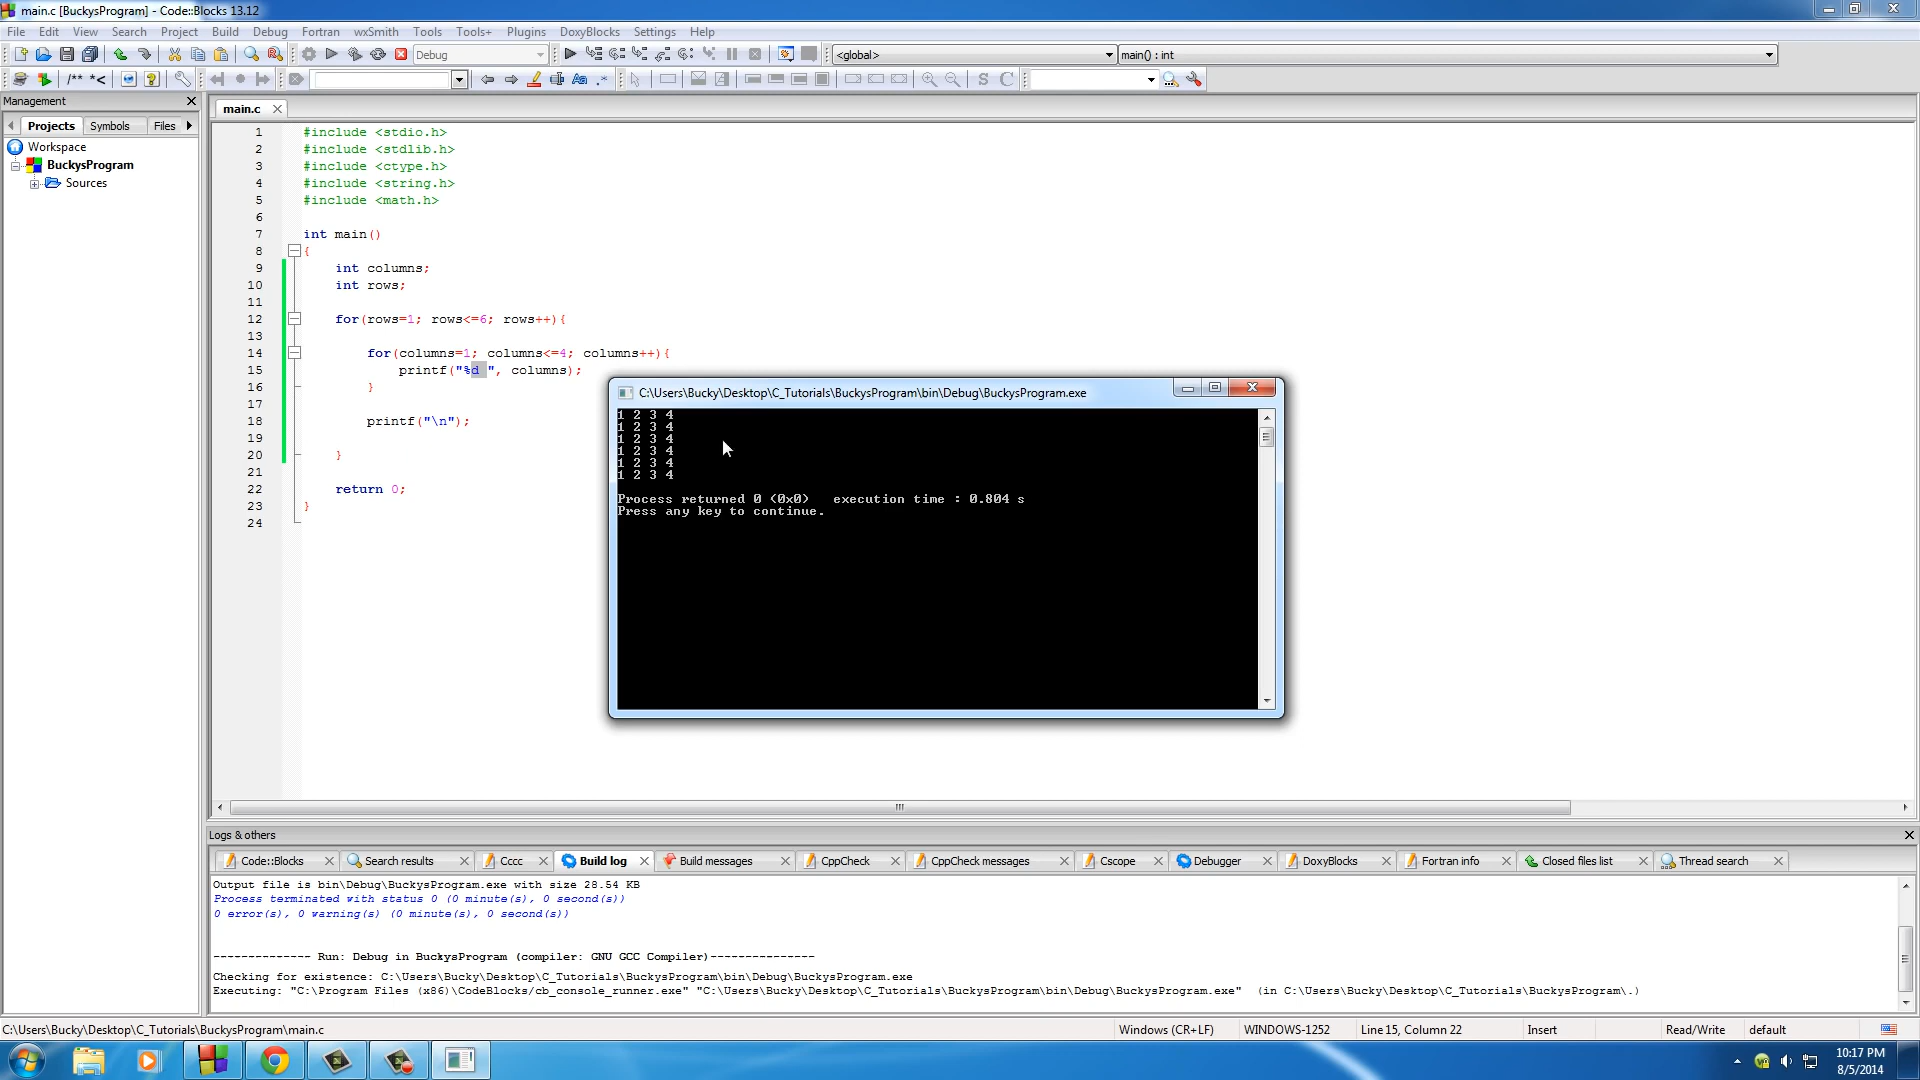 main.c [BuckysProgram] - Code::Blocks 13.12
File Edit View Search Project Build Debug Fortran wxSmith Tools Tools+ Plugins DoxyBlocks Settings Help
Debug
<global>
main() : int
/** *<
Aa .*
S C
Management
main.c
Projects Symbols Files
Workspace
BuckysProgram
Sources
1 #include <stdio.h>
2 #include <stdlib.h>
3 #include <ctype.h>
4 #include <string.h>
5 #include <math.h>
6
7 int main()
8 {
9 int columns;
10 int rows;
11
12 for(rows=1; rows<=6; rows++){
13
14 for(columns=1; columns<=4; columns++){
15 printf("%d ", columns);
16 }
17
18 printf("\n");
19
20 }
21
22 return 0;
23 }
24
C:\Users\Bucky\Desktop\C_Tutorials\BuckysProgram\bin\Debug\BuckysProgram.exe
1 2 3 4
1 2 3 4
1 2 3 4
1 2 3 4
1 2 3 4
1 2 3 4
Process returned 0 (0x0) execution time : 0.804 s
Press any key to continue.
Logs & others
Code::Blocks Search results Cccc Build log Build messages CppCheck CppCheck messages Cscope Debugger DoxyBlocks Fortran info Closed files list Thread search
Output file is bin\Debug\BuckysProgram.exe with size 28.54 KB
Process terminated with status 0 (0 minute(s), 0 second(s))
0 error(s), 0 warning(s) (0 minute(s), 0 second(s))
-------------- Run: Debug in BuckysProgram (compiler: GNU GCC Compiler)---------------
Checking for existence: C:\Users\Bucky\Desktop\C_Tutorials\BuckysProgram\bin\Debug\BuckysProgram.exe
Executing: "C:\Program Files (x86)\CodeBlocks/cb_console_runner.exe" "C:\Users\Bucky\Desktop\C_Tutorials\BuckysProgram\bin\Debug\BuckysProgram.exe" (in C:\Users\Bucky\Desktop\C_Tutorials\BuckysProgram\.)
C:\Users\Bucky\Desktop\C_Tutorials\BuckysProgram\main.c
Windows (CR+LF) WINDOWS-1252 Line 15, Column 22 Insert Read/Write default
10:17 PM
8/5/2014